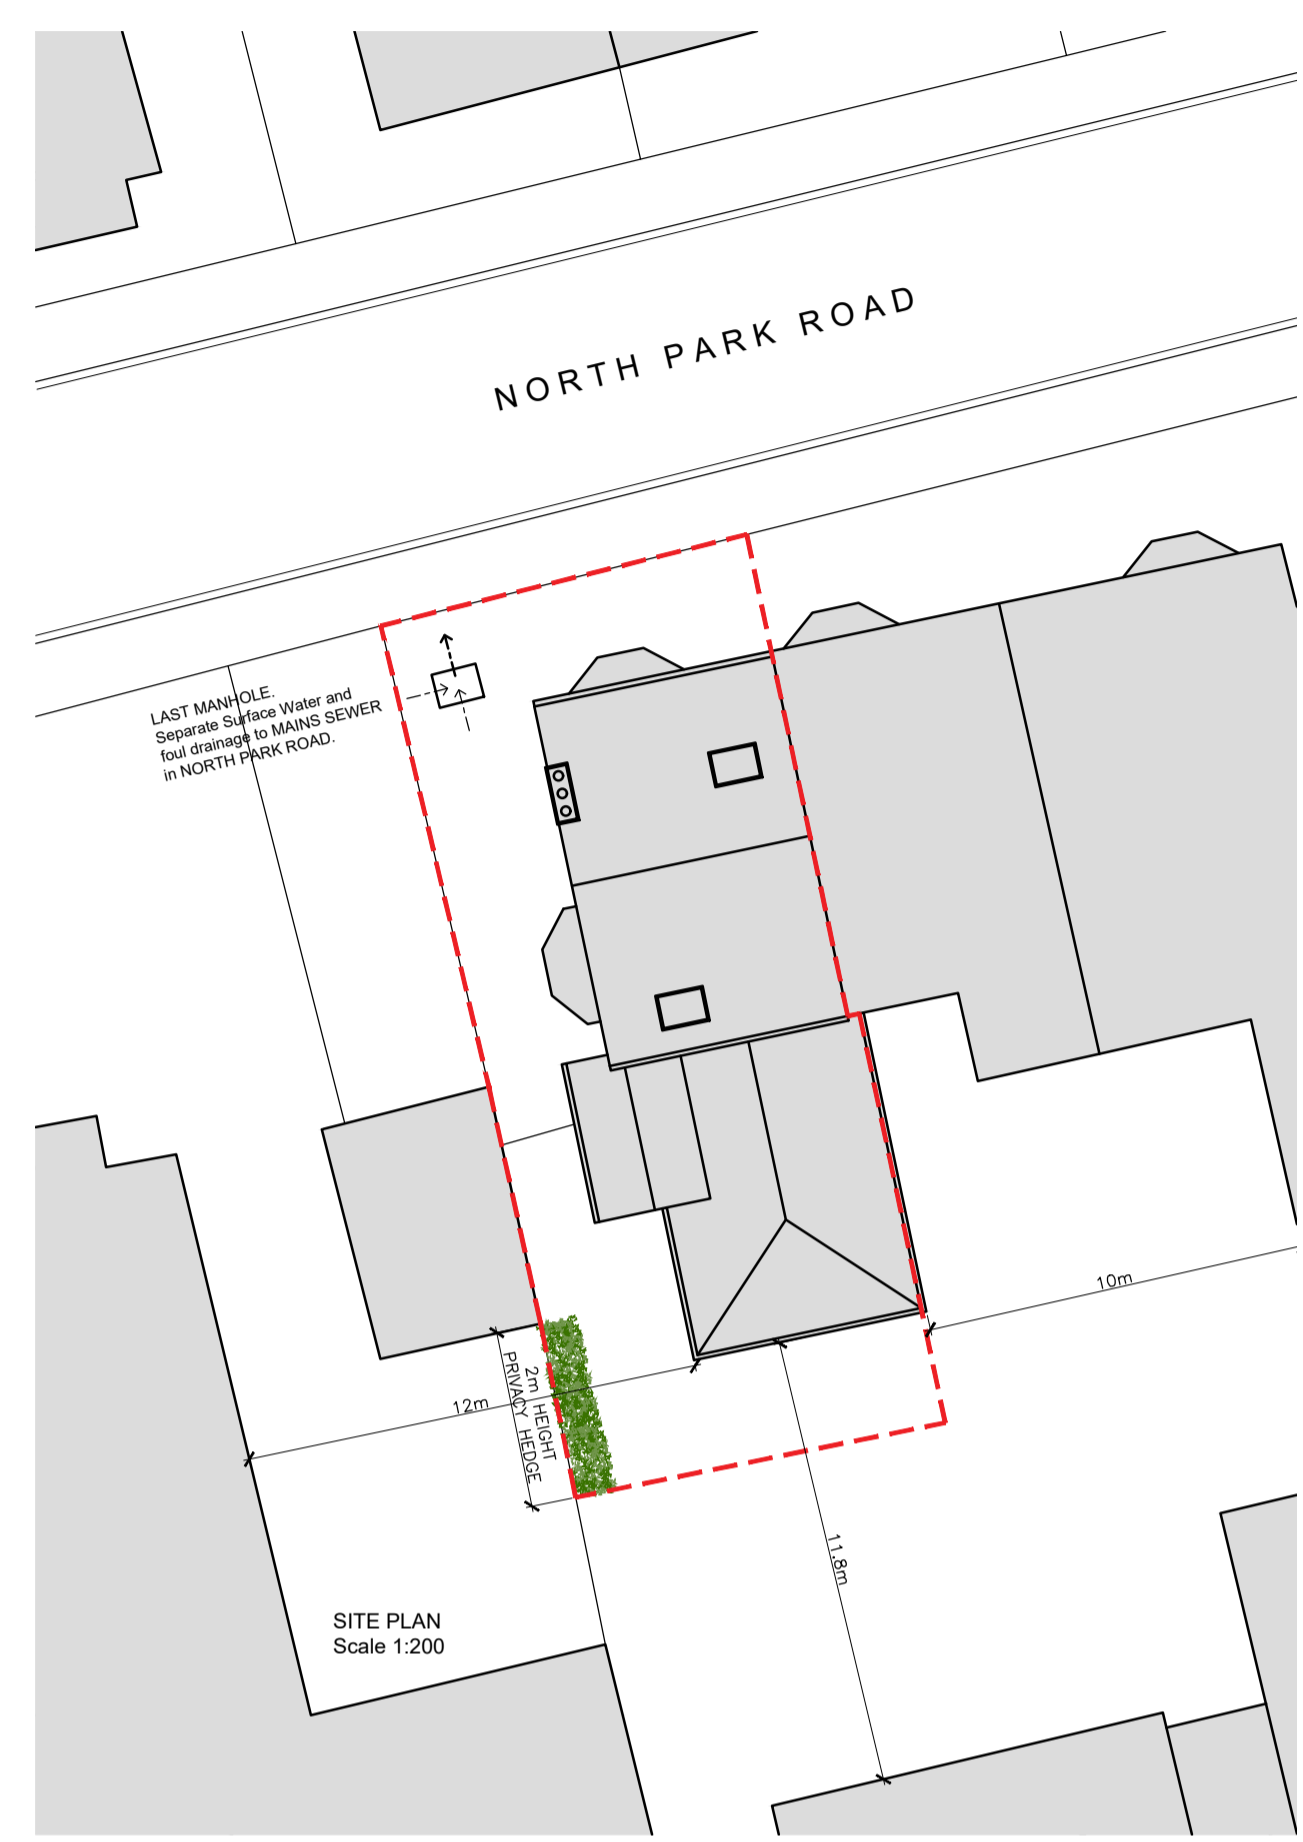 NORTH PARK ROAD
LAST MANHOLE.
Separate Surface Water and
foul drainage to MAINS SEWER
in NORTH PARK ROAD.
10m
12m
2m HEIGHT
PRIVACY HEDGE
11.8m
SITE PLAN
Scale 1:200